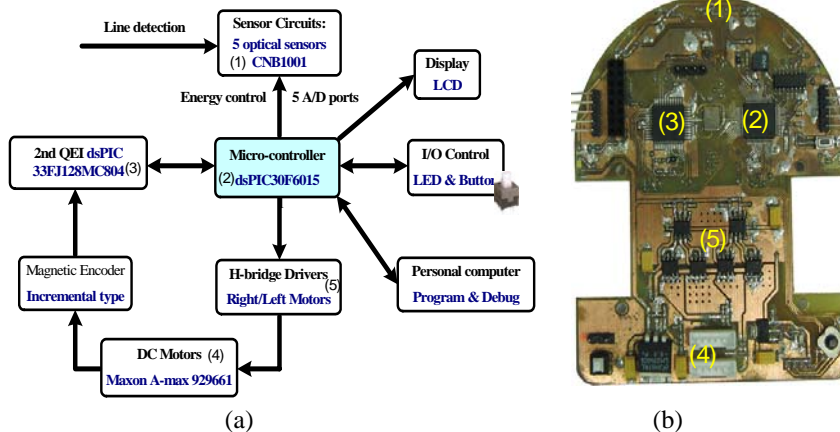 Line detection
Sensor Circuits:
5 optical sensors
(1) CNB1001
Energy control 5 A/D ports
Display
LCD
2nd QEI dsPIC
33FJ128MC804(3)
Micro-controller
(2)dsPIC30F6015
I/O Control
LED & Button
Magnetic Encoder
Incremental type
H-bridge Drivers
(5)
Right/Left Motors
Personal computer
Program & Debug
DC Motors (4)
Maxon A-max 929661
(a)
(1)
(3)
(2)
(5)
(4)
(b)